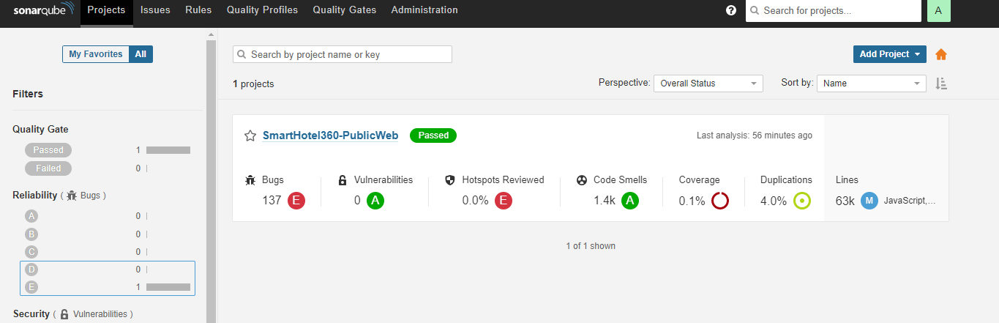 sonarqube Projects Issues Rules Quality Profiles Quality Gates Administration ? Search for projects... A
My Favorites All
Search by project name or key Add Project
1 projects Perspective: Overall Status Sort by: Name
Filters
Quality Gate
Passed 1
Failed 0
Reliability ( Bugs )
A 0
B 0
C 0
D 0
E 1
Security ( Vulnerabilities )
SmartHotel360-PublicWeb Passed Last analysis: 56 minutes ago
Bugs Vulnerabilities Hotspots Reviewed Code Smells Coverage Duplications Lines
137 E 0 A 0.0% E 1.4k A 0.1% 4.0% 63k M JavaScript,...
1 of 1 shown